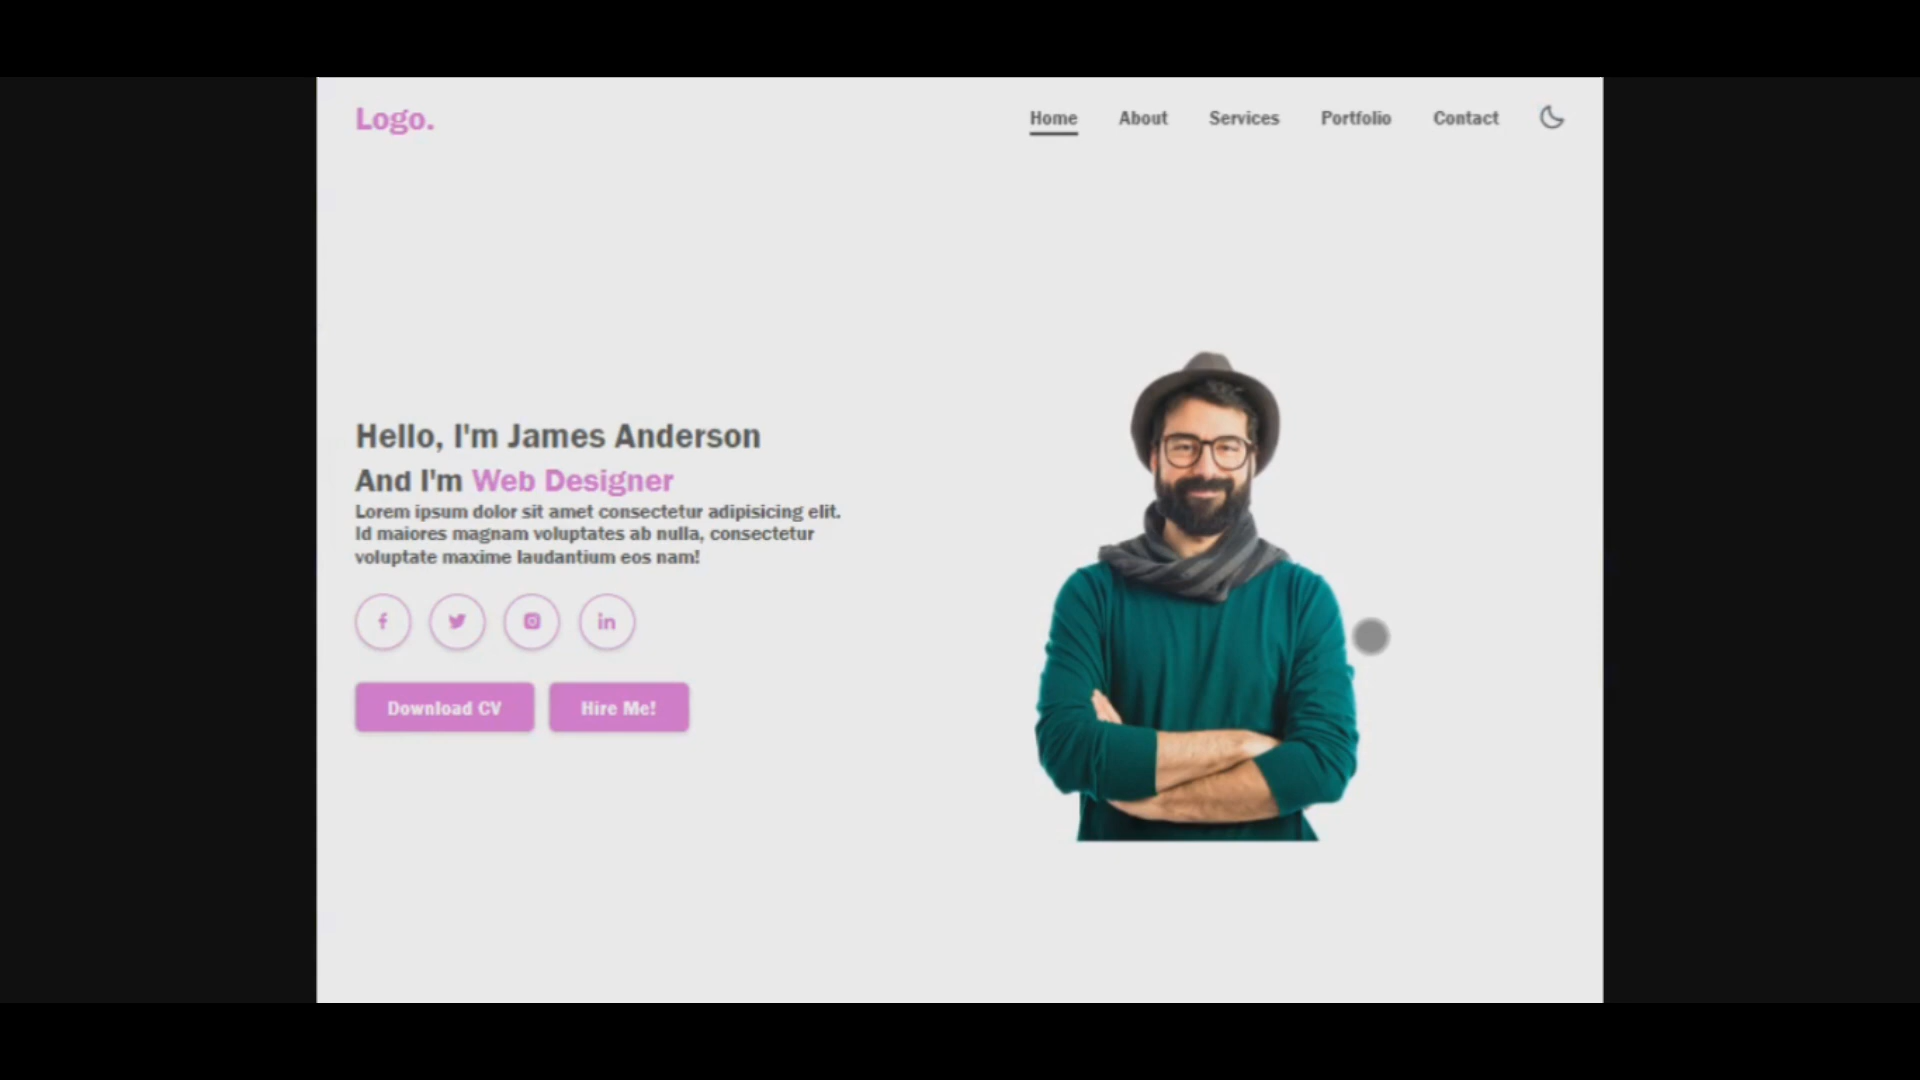 Logo.
Home About Services Portfolio Contact
Hello, I'm James Anderson
And I'm Web Designer
Lorem ipsum dolor sit amet consectetur adipisicing elit.
Id maiores magnam voluptates ab nulla, consectetur
voluptate maxime laudantium eos nam!
in
Download CV Hire Me!